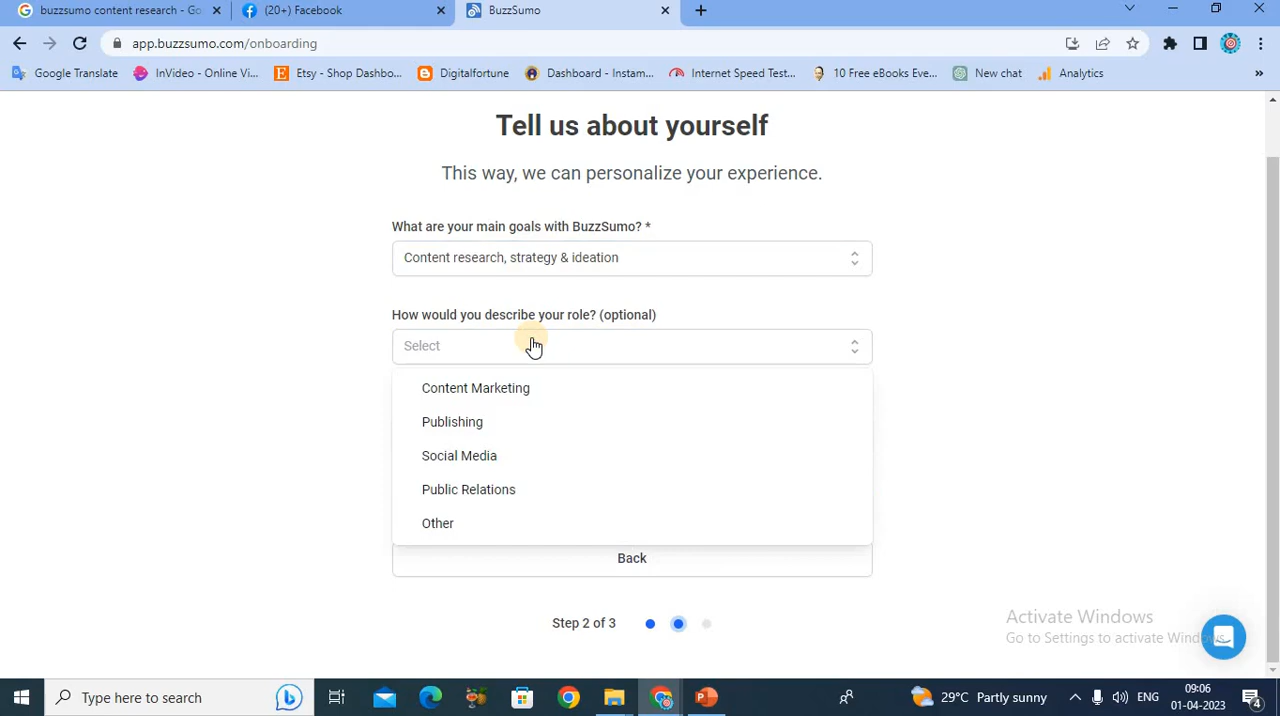 buzzsumo content research - Go
(20+) Facebook
BuzzSumo
app.buzzsumo.com/onboarding
Google Translate
InVideo - Online Vi...
Etsy - Shop Dashbo...
Digitalfortune
Dashboard - Instam...
Internet Speed Test...
10 Free eBooks Eve...
New chat
Analytics
Tell us about yourself
This way, we can personalize your experience.
What are your main goals with BuzzSumo? *
Content research, strategy & ideation
How would you describe your role? (optional)
Select
Content Marketing
Publishing
Social Media
Public Relations
Other
Back
Step 2 of 3
Activate Windows
Go to Settings to activate Windows.
Type here to search
29°C Partly sunny
ENG
09:06
01-04-2023
4